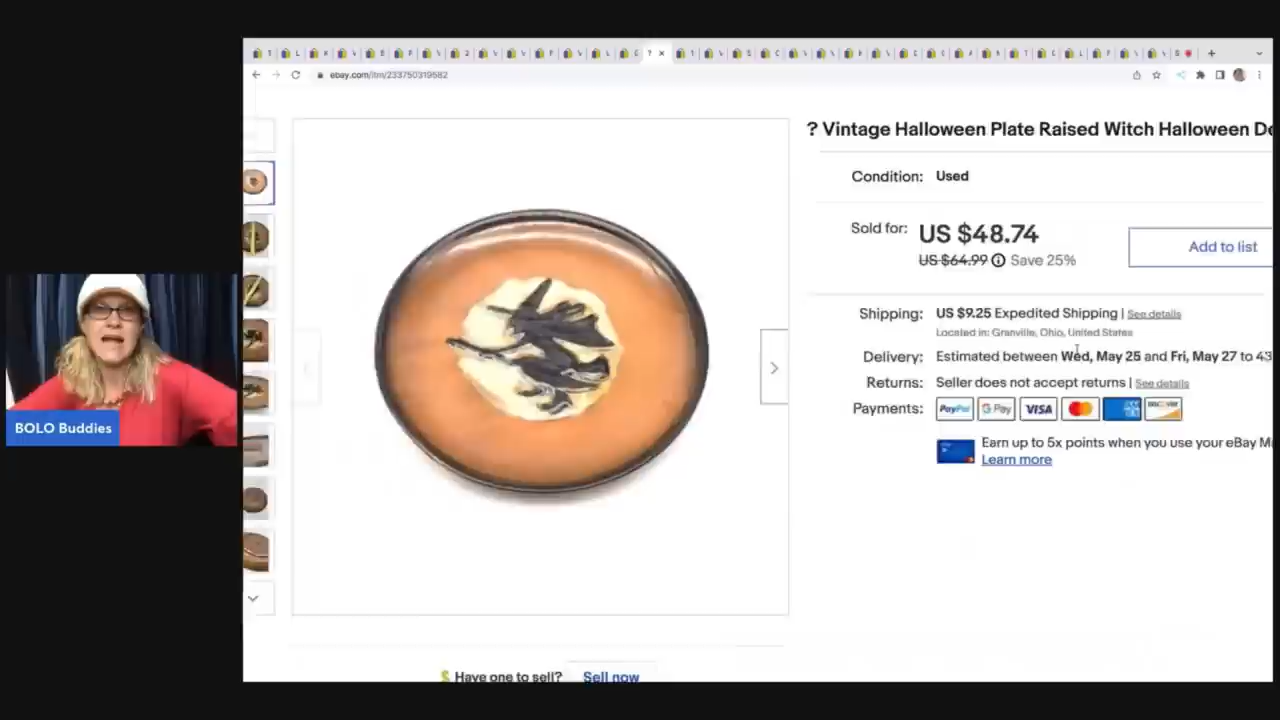 ebay.com/itm/233750319582
? Vintage Halloween Plate Raised Witch Halloween De
Condition: Used
Sold for: US $48.74
US $64.99 Save 25%
Add to list
Shipping: US $9.25 Expedited Shipping | See details
Located in: Granville, Ohio, United States
Delivery: Estimated between Wed, May 25 and Fri, May 27 to 43
Returns: Seller does not accept returns | See details
Payments: PayPal G Pay VISA
DISCOVER
Earn up to 5x points when you use your eBay M
Learn more
BOLO Buddies
$ Have one to sell? Sell now